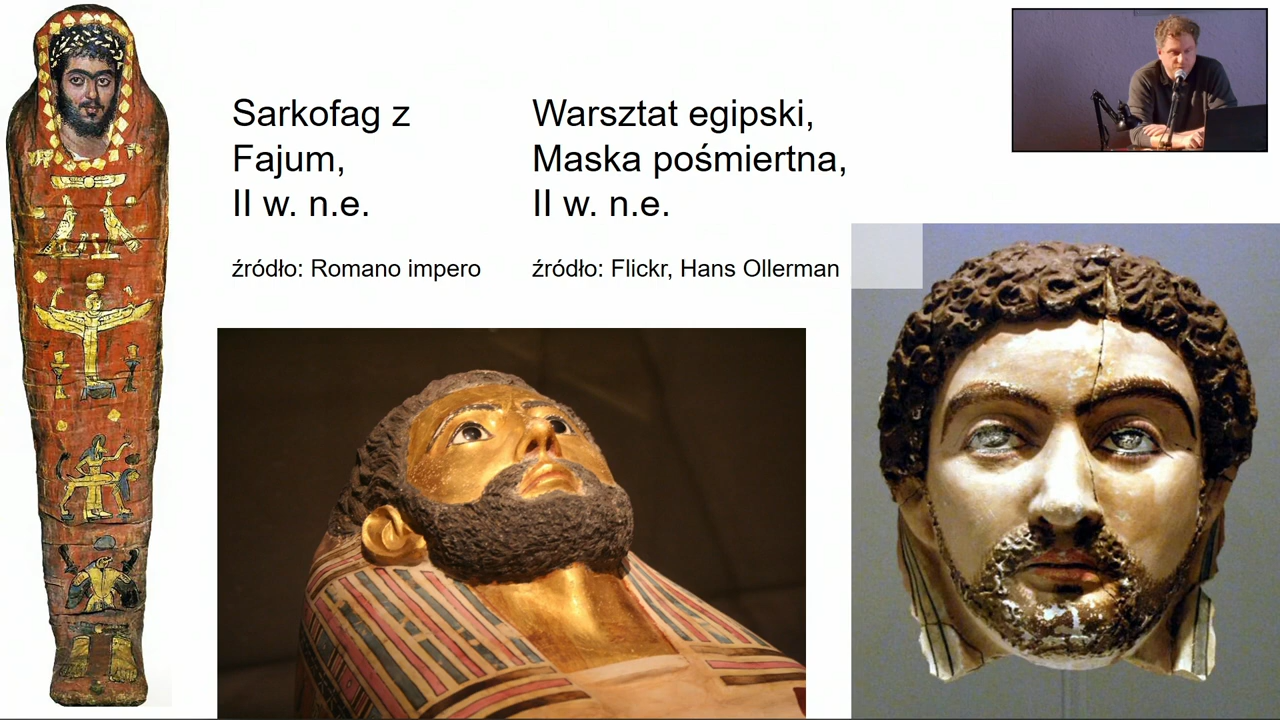 Sarkofag z
Fajum,
II w. n.e.
źródło: Romano impero
Warsztat egipski,
Maska pośmiertna,
II w. n.e.
źródło: Flickr, Hans Ollerman